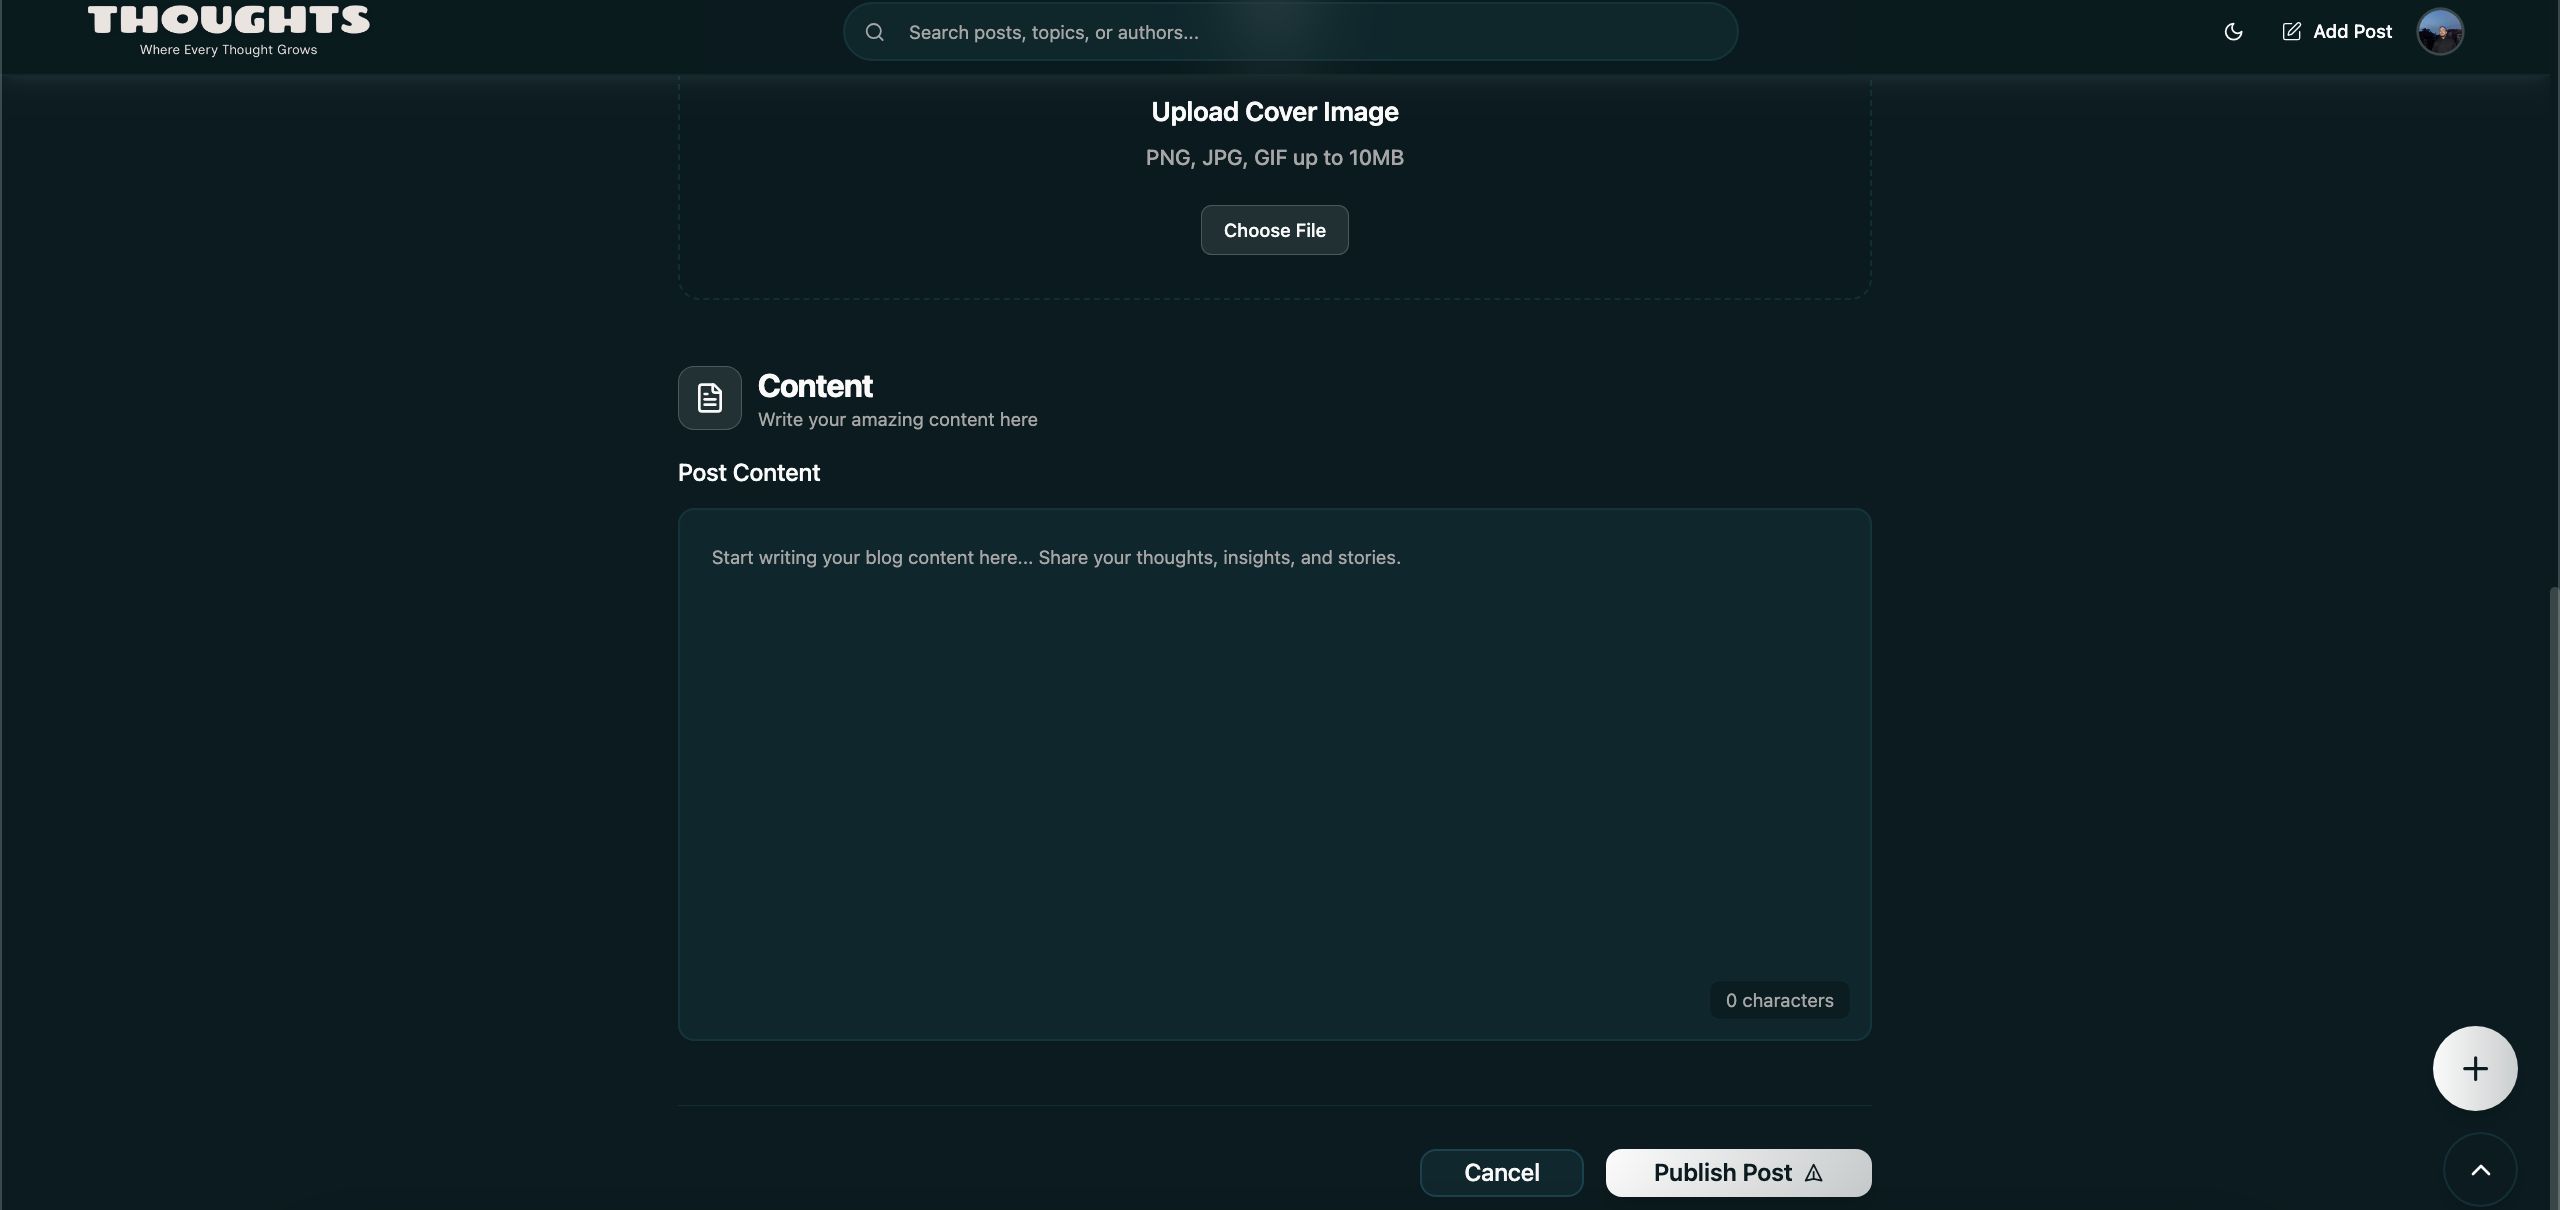 THOUGHTS
Where Every Thought Grows
Search posts, topics, or authors...
Add Post
Upload Cover Image
PNG, JPG, GIF up to 10MB
Choose File
Content
Write your amazing content here
Post Content
Start writing your blog content here... Share your thoughts, insights, and stories.
0 characters
Cancel
Publish Post